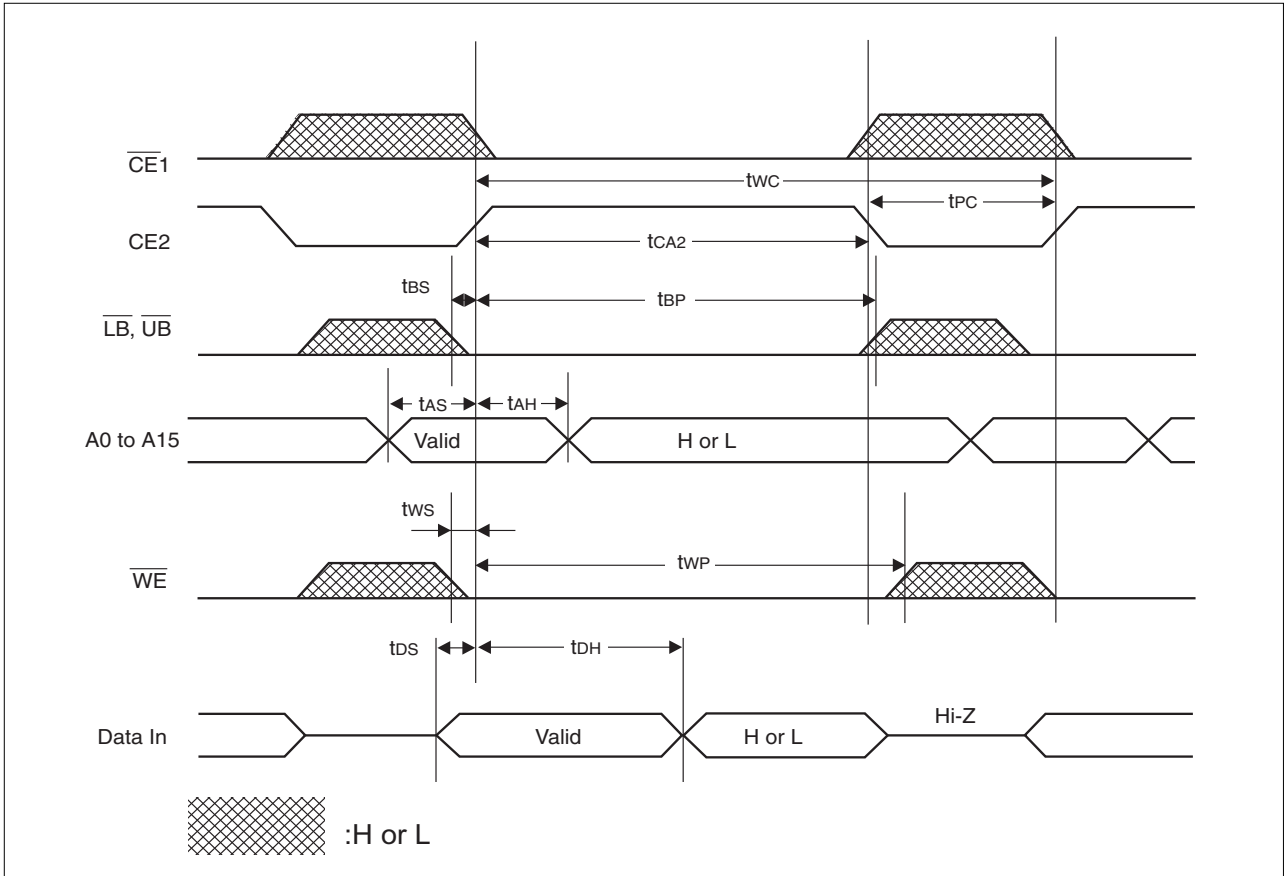 CE1
tWC
tPC
CE2
tCA2
tBS
tBP
LB, UB
tAS
tAH
A0 to A15
Valid
H or L
tWS
tWP
WE
tDS
tDH
Hi-Z
Data In
Valid
H or L
:H or L